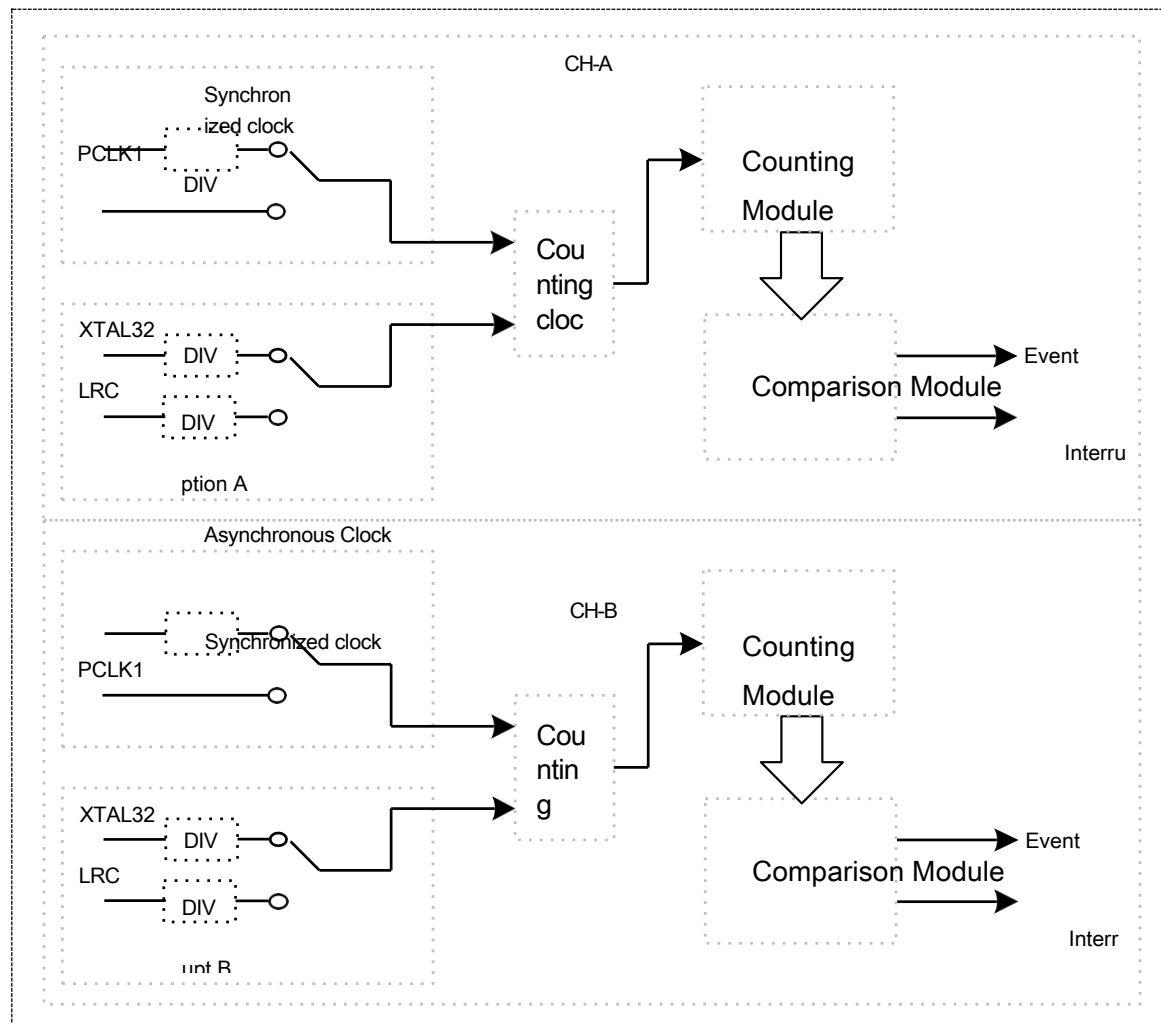 CH-A
Synchron
ized clock
PCLK1
DIV
Counting
Module
Cou
nting
cloc
XTAL32
DIV
LRC
DIV
Event
Comparison Module
Interru
ption A
Asynchronous Clock
CH-B
Synchronized clock
PCLK1
Counting
Module
Cou
ntin
g
XTAL32
DIV
LRC
DIV
Event
Comparison Module
Interr
upt B